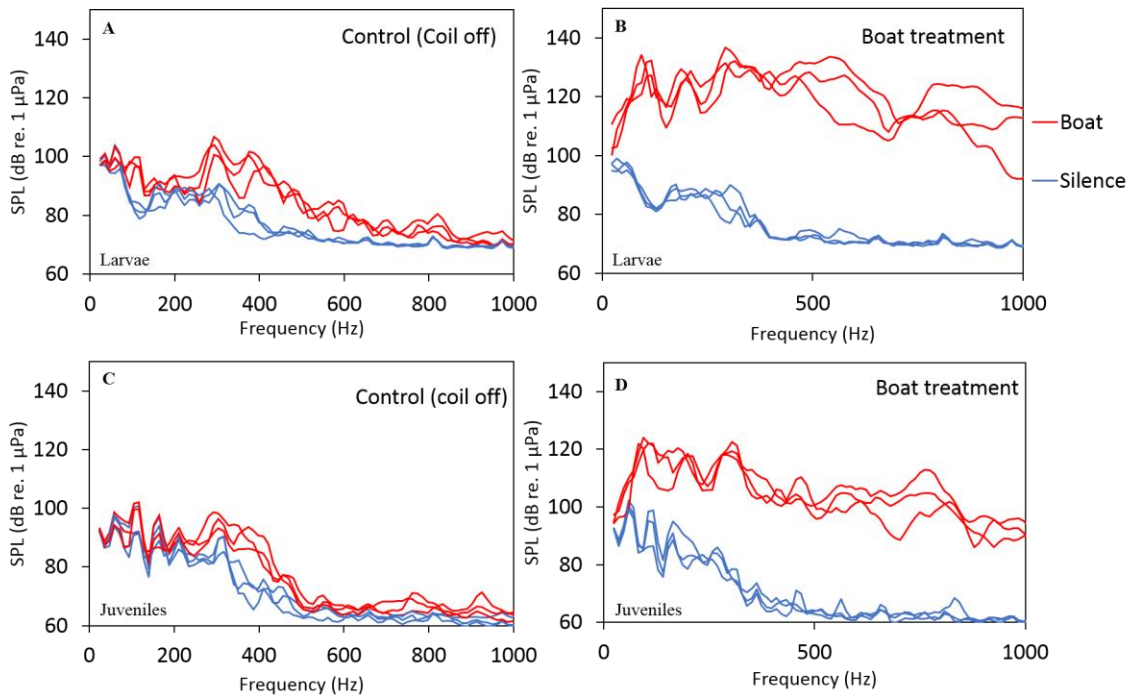 A
Control (Coil off)
140
120
100
80
60
SPL (dB re. 1 µPa)
Larvae
0 200 400 600 800 1000
Frequency (Hz)
B
Boat treatment
140
120
100
80
60
SPL (dB re. 1 µPa)
Larvae
0 500 1000
Frequency (Hz)
Boat
Silence
C
Control (coil off)
140
120
100
80
60
SPL (dB re. 1 µPa)
Juveniles
0 200 400 600 800 1000
Frequency (Hz)
D
Boat treatment
140
120
100
80
60
SPL (dB re. 1 µPa)
Juveniles
0 500 1000
Frequency (Hz)